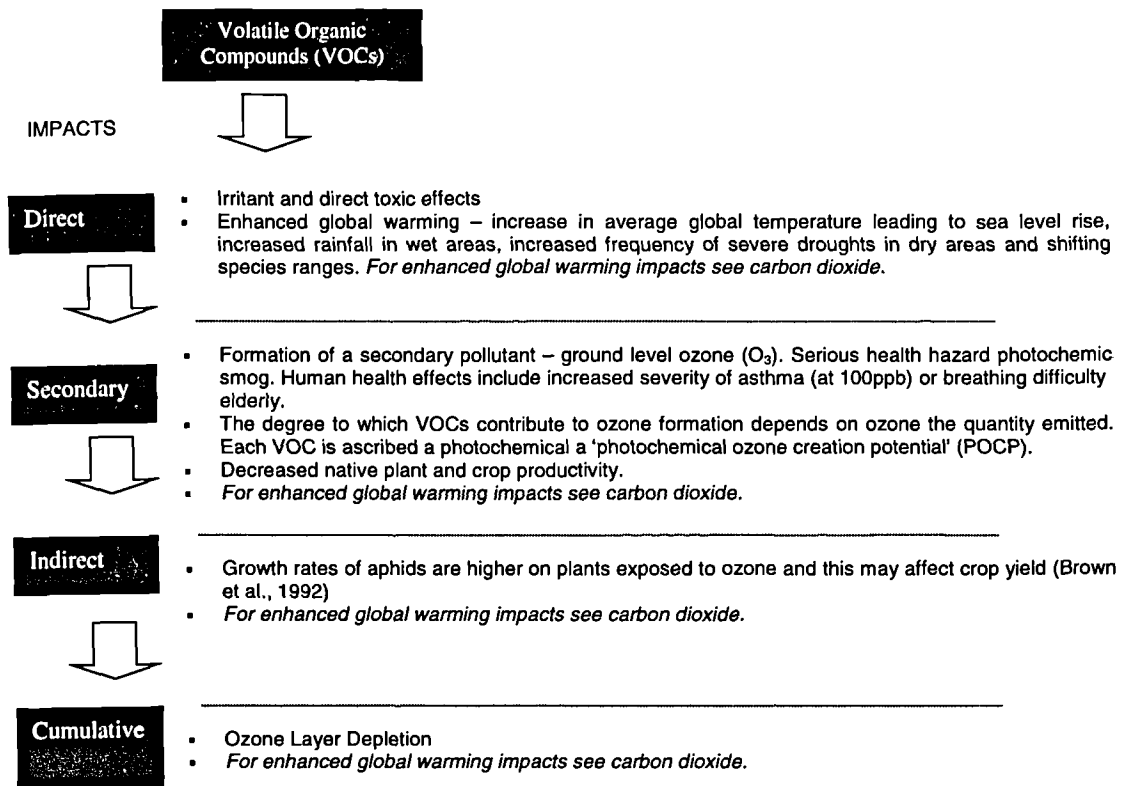 Volatile Organic
Compounds (VOCs)
IMPACTS
Direct
▪ Irritant and direct toxic effects
▪ Enhanced global warming – increase in average global temperature leading to sea level rise,
increased rainfall in wet areas, increased frequency of severe droughts in dry areas and shifting
species ranges. For enhanced global warming impacts see carbon dioxide.
Secondary
▪ Formation of a secondary pollutant – ground level ozone (O₃). Serious health hazard photochemic
smog. Human health effects include increased severity of asthma (at 100ppb) or breathing difficulty
elderly.
▪ The degree to which VOCs contribute to ozone formation depends on ozone the quantity emitted.
Each VOC is ascribed a photochemical a 'photochemical ozone creation potential' (POCP).
▪ Decreased native plant and crop productivity.
▪ For enhanced global warming impacts see carbon dioxide.
Indirect
▪ Growth rates of aphids are higher on plants exposed to ozone and this may affect crop yield (Brown
et al., 1992)
▪ For enhanced global warming impacts see carbon dioxide.
Cumulative
▪ Ozone Layer Depletion
▪ For enhanced global warming impacts see carbon dioxide.